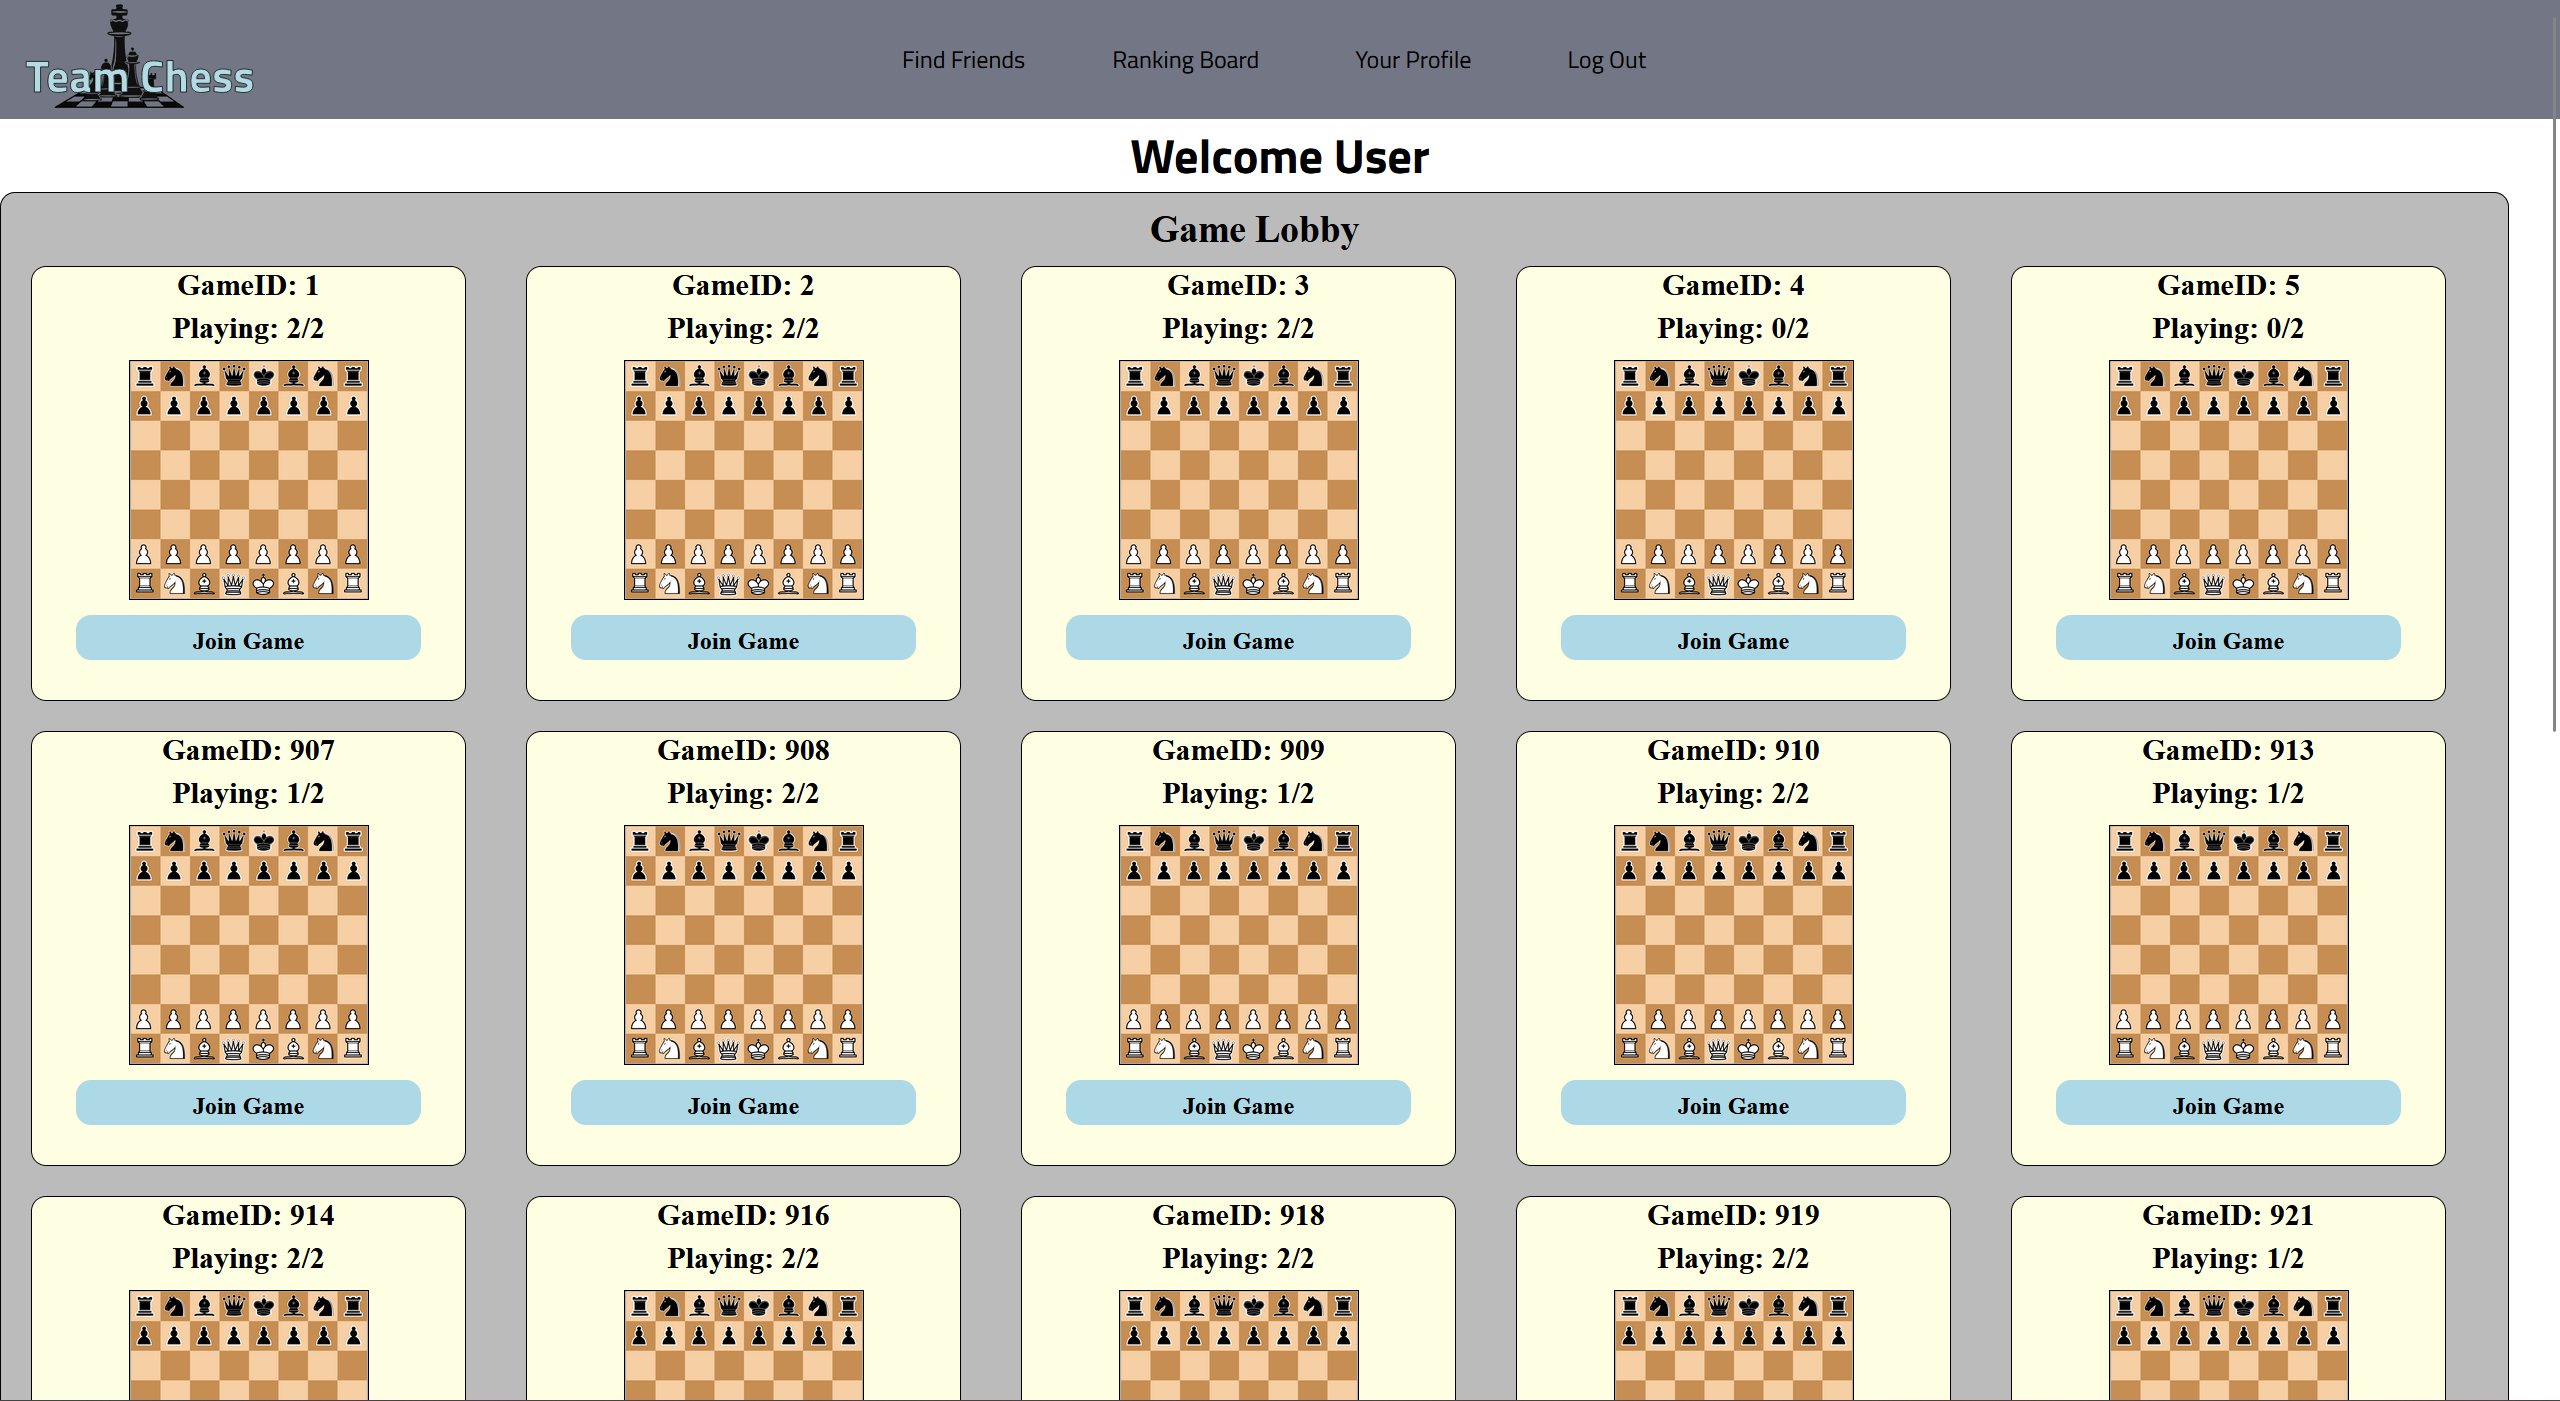 Team Chess
Find Friends
Ranking Board
Your Profile
Log Out
Welcome User
Game Lobby
GameID: 1
Playing: 2/2
Join Game
GameID: 2
Playing: 2/2
Join Game
GameID: 3
Playing: 2/2
Join Game
GameID: 4
Playing: 0/2
Join Game
GameID: 5
Playing: 0/2
Join Game
GameID: 907
Playing: 1/2
Join Game
GameID: 908
Playing: 2/2
Join Game
GameID: 909
Playing: 1/2
Join Game
GameID: 910
Playing: 2/2
Join Game
GameID: 913
Playing: 1/2
Join Game
GameID: 914
Playing: 2/2
GameID: 916
Playing: 2/2
GameID: 918
Playing: 2/2
GameID: 919
Playing: 2/2
GameID: 921
Playing: 1/2